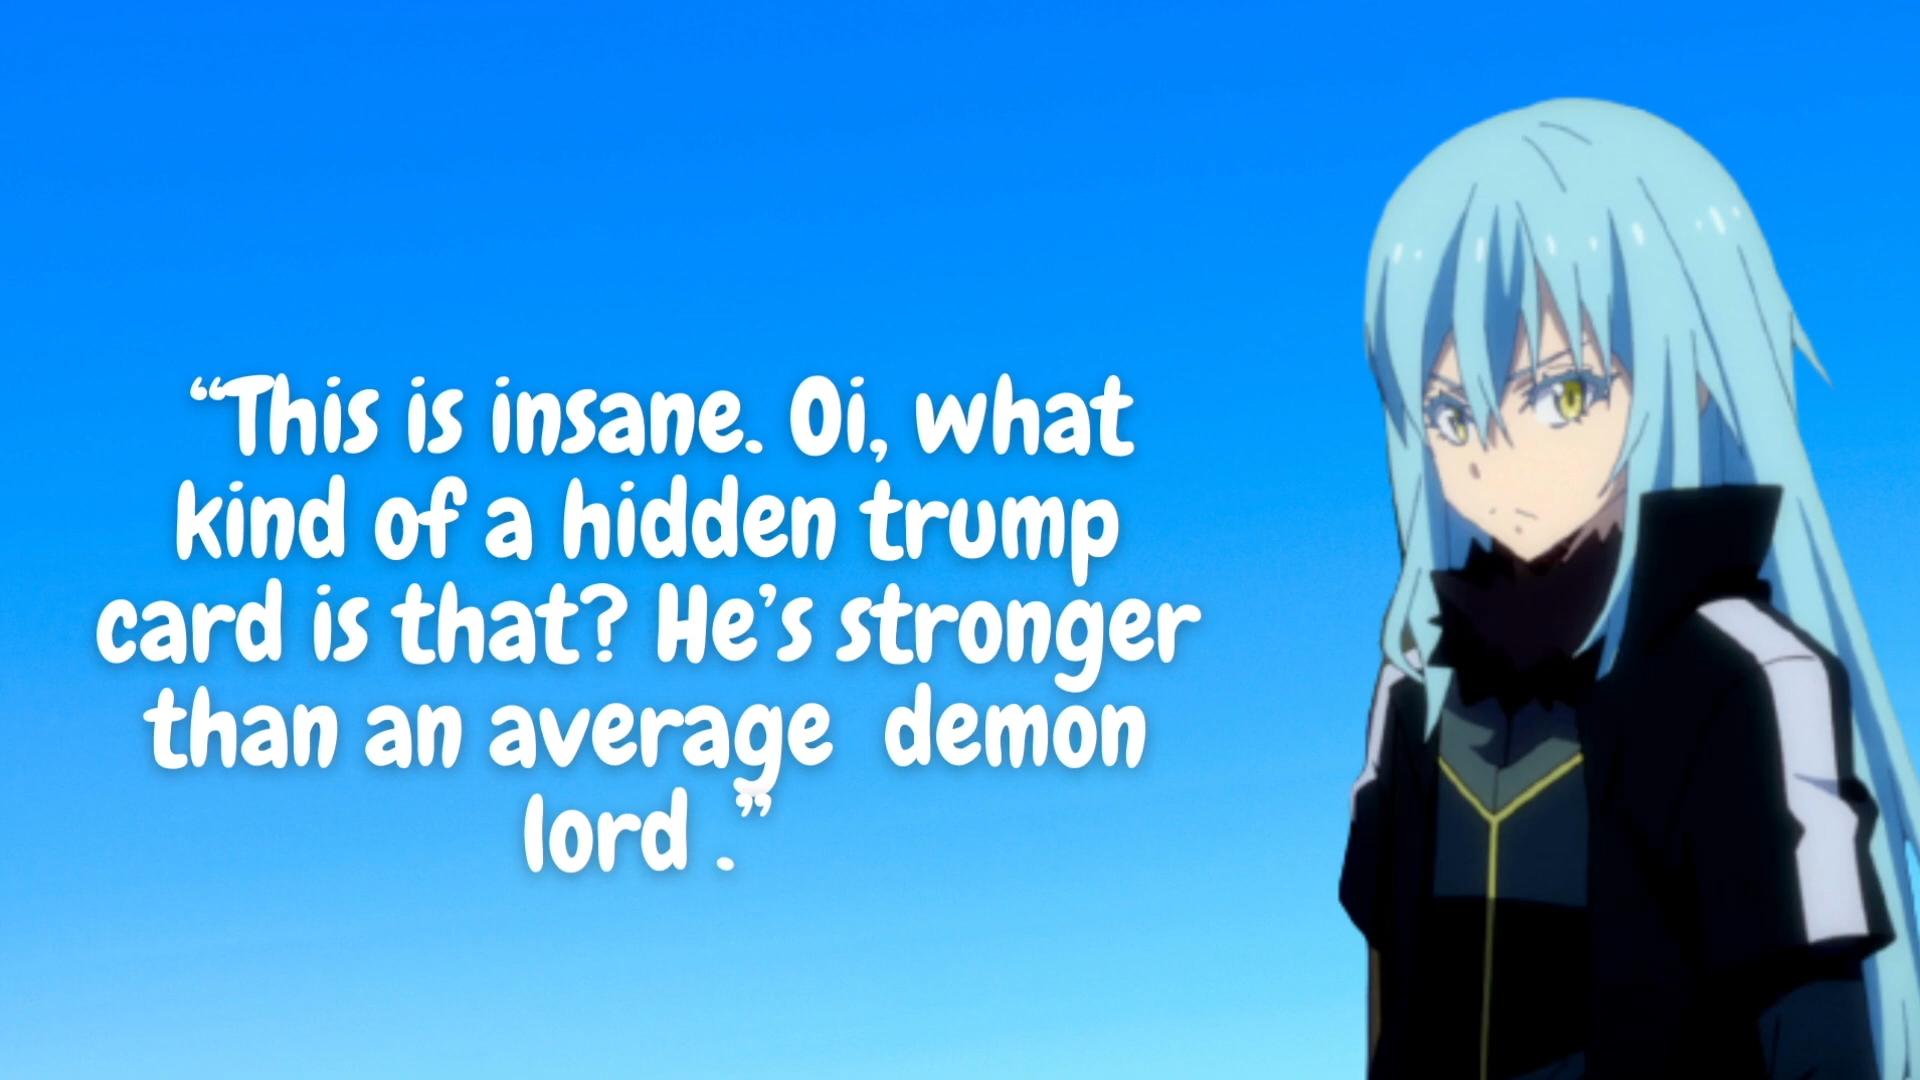 “This is insane. Oi, what
kind of a hidden trump
card is that? He’s stronger
than an average  demon
lord .”